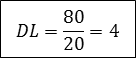 DL = 80/20 = 4